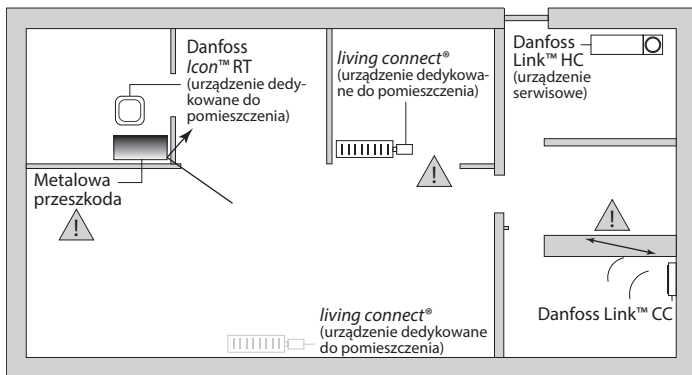 Danfoss
Icon™ RT
(urządzenie dedy-
kowane do
pomieszczenia)
living connect®
(urządzenie dedykowa-
ne do pomieszczenia)
Danfoss
Link™ HC
(urządzenie
serwisowe)
Metalowa
przeszkoda
!
!
!
Danfoss Link™ CC
living connect®
(urządzenie dedykowane
do pomieszczenia)